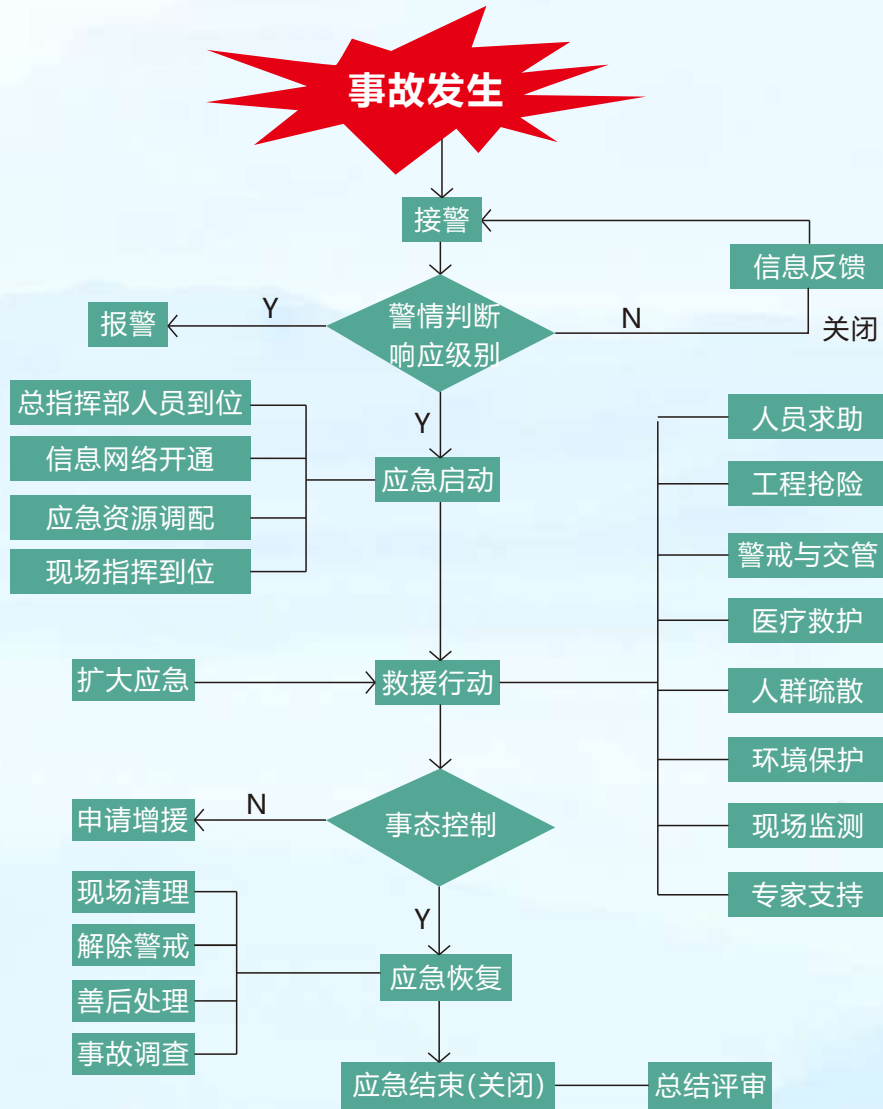 事故发生
接警
信息反馈
Y
N
报警
警情判断
响应级别
关闭
总指挥部人员到位
信息网络开通
应急资源调配
现场指挥到位
Y
应急启动
人员求助
工程抢险
警戒与交管
医疗救护
人群疏散
环境保护
现场监测
专家支持
扩大应急
救援行动
N
申请增援
事态控制
现场清理
解除警戒
善后处理
事故调查
Y
应急恢复
应急结束(关闭)
总结评审